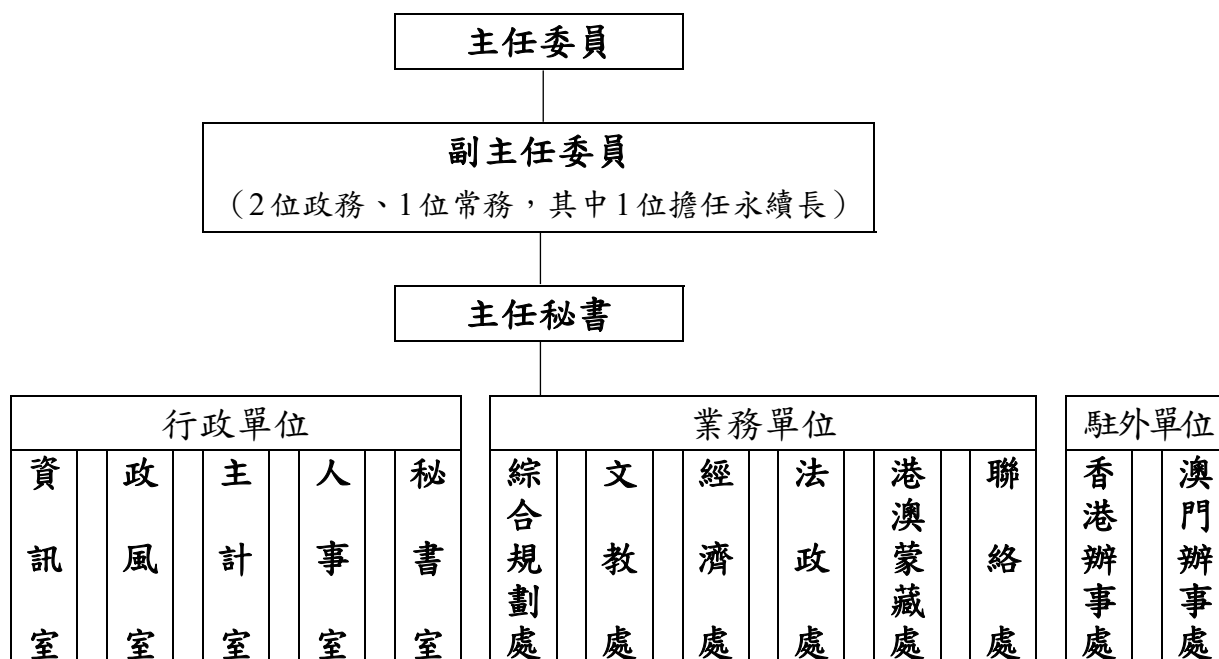 主任委員
副主任委員
（2位政務、1位常務，其中1位擔任永續長）
主任秘書
行政單位
資訊室
政風室
主計室
人事室
秘書室
業務單位
綜合規劃處
文教處
經濟處
法政處
港澳蒙藏處
聯絡處
駐外單位
香港辦事處
澳門辦事處